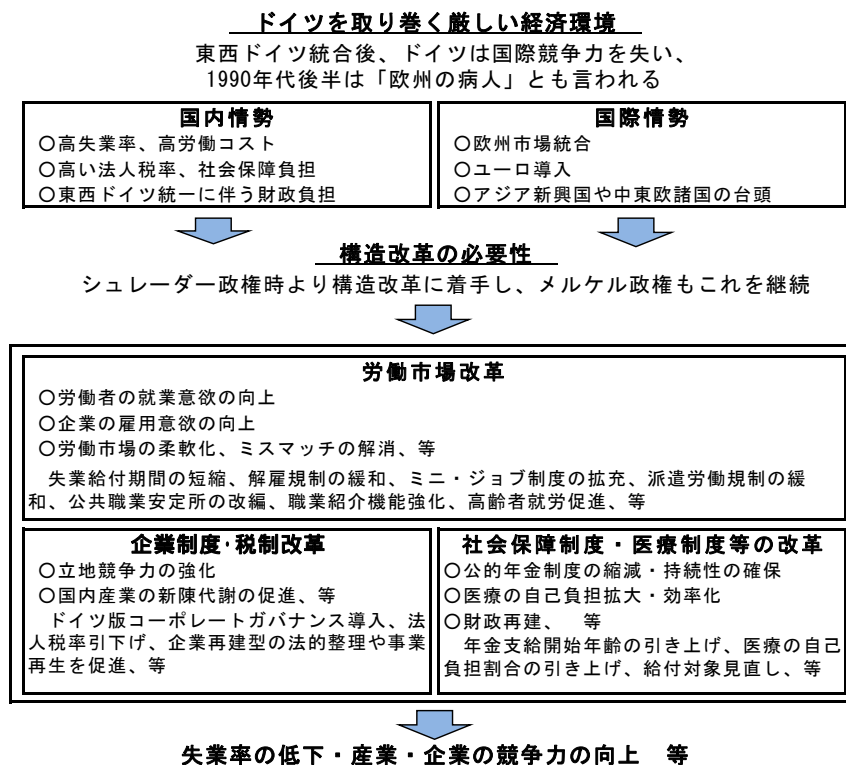 ドイツを取り巻く厳しい経済環境
東西ドイツ統合後、ドイツは国際競争力を失い、
1990年代後半は「欧州の病人」とも言われる
国内情勢
○高失業率、高労働コスト
○高い法人税率、社会保障負担
○東西ドイツ統一に伴う財政負担
国際情勢
○欧州市場統合
○ユーロ導入
○アジア新興国や中東欧諸国の台頭
構造改革の必要性
シュレーダー政権時より構造改革に着手し、メルケル政権もこれを継続
労働市場改革
○労働者の就業意欲の向上
○企業の雇用意欲の向上
○労働市場の柔軟化、ミスマッチの解消、等
失業給付期間の短縮、解雇規制の緩和、ミニ・ジョブ制度の拡充、派遣労働規制の緩
和、公共職業安定所の改編、職業紹介機能強化、高齢者就労促進、等
企業制度・税制改革
○立地競争力の強化
○国内産業の新陳代謝の促進、等
ドイツ版コーポレートガバナンス導入、法
人税率引下げ、企業再建型の法的整理や事業
再生を促進、等
社会保障制度・医療制度等の改革
○公的年金制度の縮減・持続性の確保
○医療の自己負担拡大・効率化
○財政再建、　等
年金支給開始年齢の引き上げ、医療の自己
負担割合の引き上げ、給付対象見直し、等
失業率の低下・産業・企業の競争力の向上　等